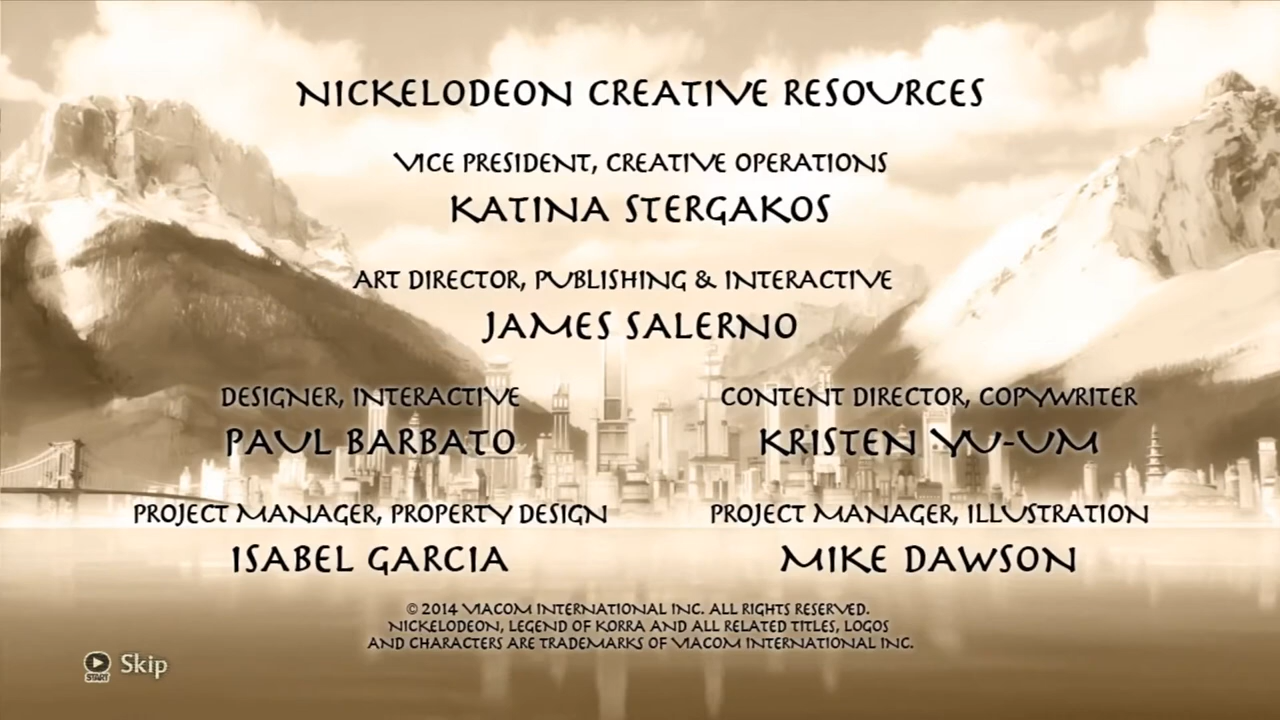 NICKELODEON CREATIVE RESOURCES
VICE PRESIDENT, CREATIVE OPERATIONS
KATINA STERGAKOS
ART DIRECTOR, PUBLISHING & INTERACTIVE
JAMES SALERNO
DESIGNER, INTERACTIVE
PAUL BARBATO
CONTENT DIRECTOR, COPYWRITER
KRISTEN YU-UM
PROJECT MANAGER, PROPERTY DESIGN
ISABEL GARCIA
PROJECT MANAGER, ILLUSTRATION
MIKE DAWSON
© 2014 VIACOM INTERNATIONAL INC. ALL RIGHTS RESERVED.
NICKELODEON, LEGEND OF KORRA AND ALL RELATED TITLES, LOGOS
AND CHARACTERS ARE TRADEMARKS OF VIACOM INTERNATIONAL INC.
START Skip